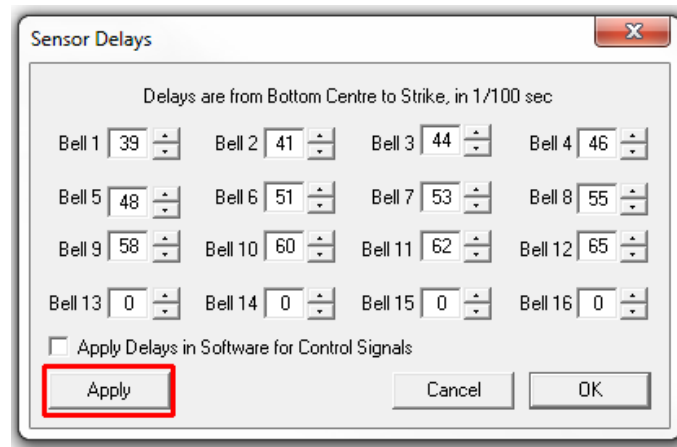 Sensor Delays
Delays are from Bottom Centre to Strike, in 1/100 sec
Bell 1 39 Bell 2 41 Bell 3 44 Bell 4 46
Bell 5 48 Bell 6 51 Bell 7 53 Bell 8 55
Bell 9 58 Bell 10 60 Bell 11 62 Bell 12 65
Bell 13 0 Bell 14 0 Bell 15 0 Bell 16 0
Apply Delays in Software for Control Signals
Apply Cancel OK